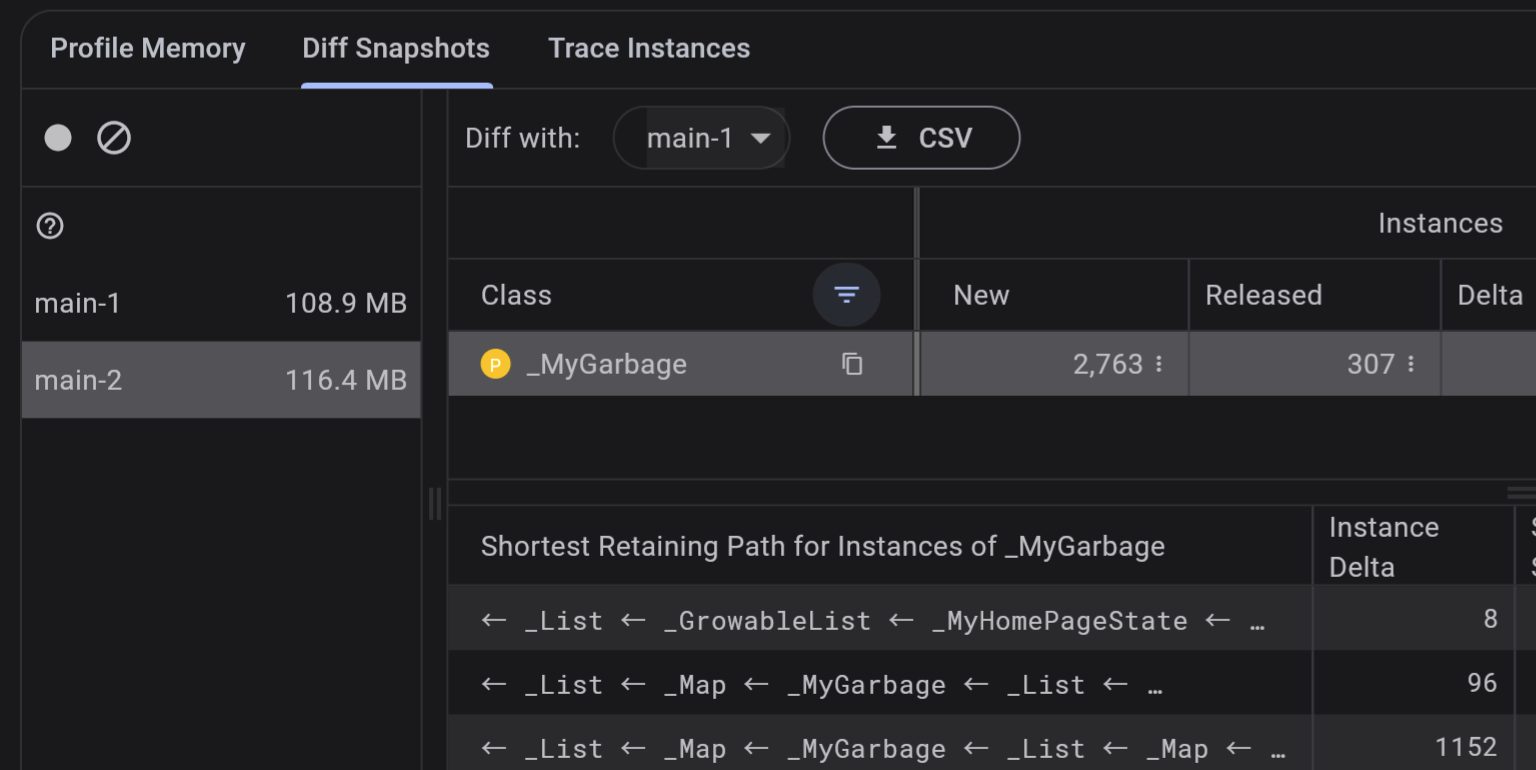 Profile Memory Diff Snapshots Trace Instances
Diff with: main-1 CSV
Instances
main-1 108.9 MB
main-2 116.4 MB
Class New Released Delta
P _MyGarbage 2,763 307
Shortest Retaining Path for Instances of _MyGarbage Instance Delta
← _List ← _GrowableList ← _MyHomePageState ← … 8
← _List ← _Map ← _MyGarbage ← _List ← … 96
← _List ← _Map ← _MyGarbage ← _List ← _Map ← … 1152